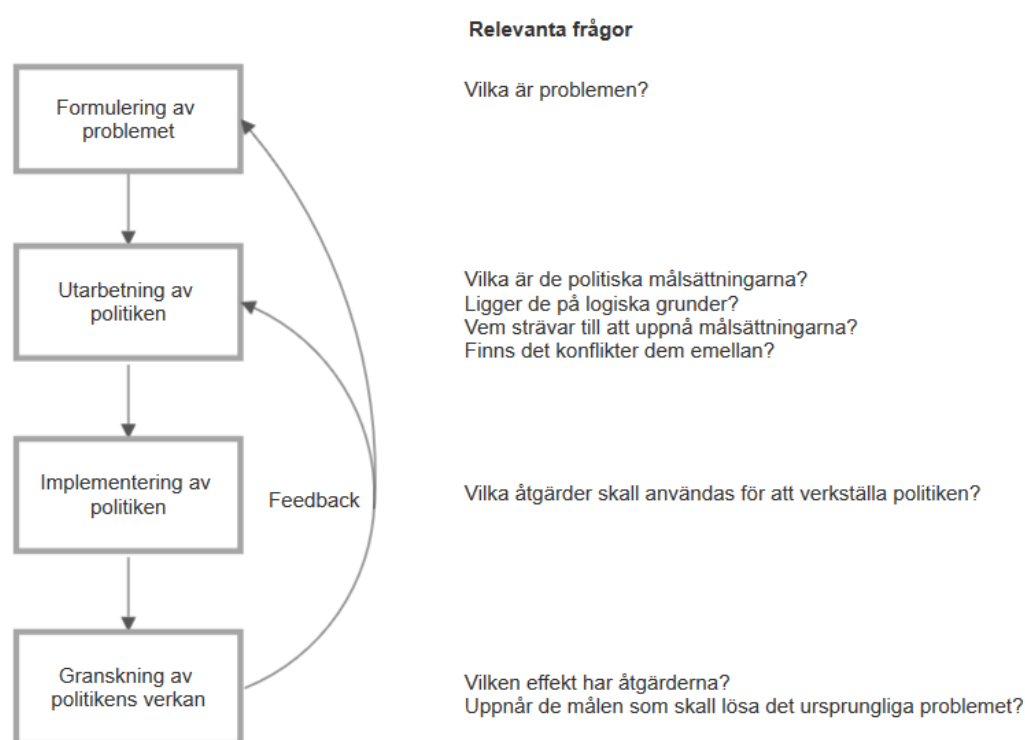 Relevanta frågor
Formulering av
problemet
Vilka är problemen?
Utarbetning av
politiken
Vilka är de politiska målsättningarna?
Ligger de på logiska grunder?
Vem strävar till att uppnå målsättningarna?
Finns det konflikter dem emellan?
Implementering av
politiken
Feedback
Vilka åtgärder skall användas för att verkställa politiken?
Granskning av
politikens verkan
Vilken effekt har åtgärderna?
Uppnår de målen som skall lösa det ursprungliga problemet?